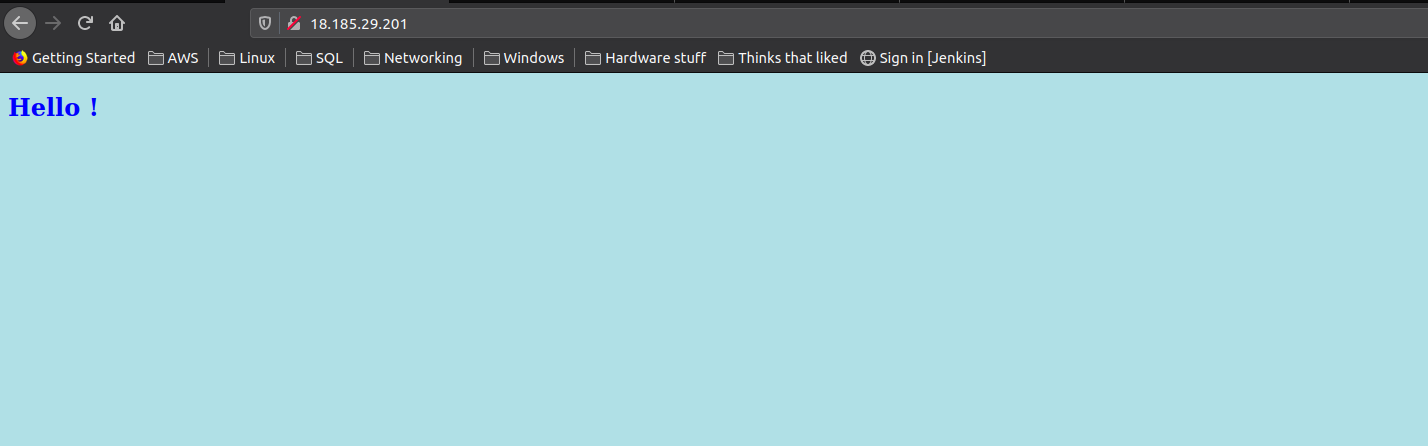 18.185.29.201
Getting Started AWS Linux SQL Networking Windows Hardware stuff Thinks that liked Sign in [Jenkins]
Hello !